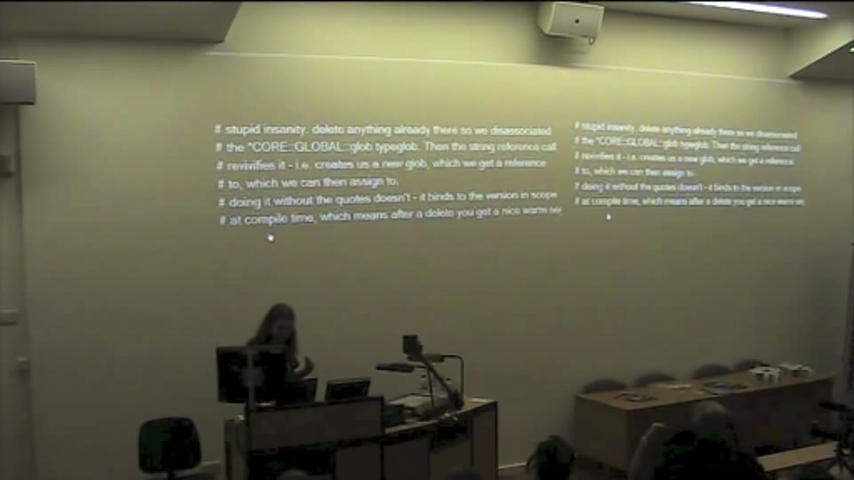 # stupid insanity. delete anything already there so we disassociated
# the *CORE::GLOBAL::glob typeglob. Then the string reference call
# revivifies it - i.e. creates us a new glob, which we get a reference
# to, which we can then assign to.
# doing it without the quotes doesn't - it binds to the version in scope
# at compile time, which means after a delete you get a nice warm
# stupid insanity. delete anything already there so we disassociated
# the *CORE::GLOBAL::glob typeglob. Then the string reference call
# revivifies it - i.e. creates us a new glob, which we get a reference
# to, which we can then assign to.
# doing it without the quotes doesn't - it binds to the version in scope
# at compile time, which means after a delete you get a nice warm